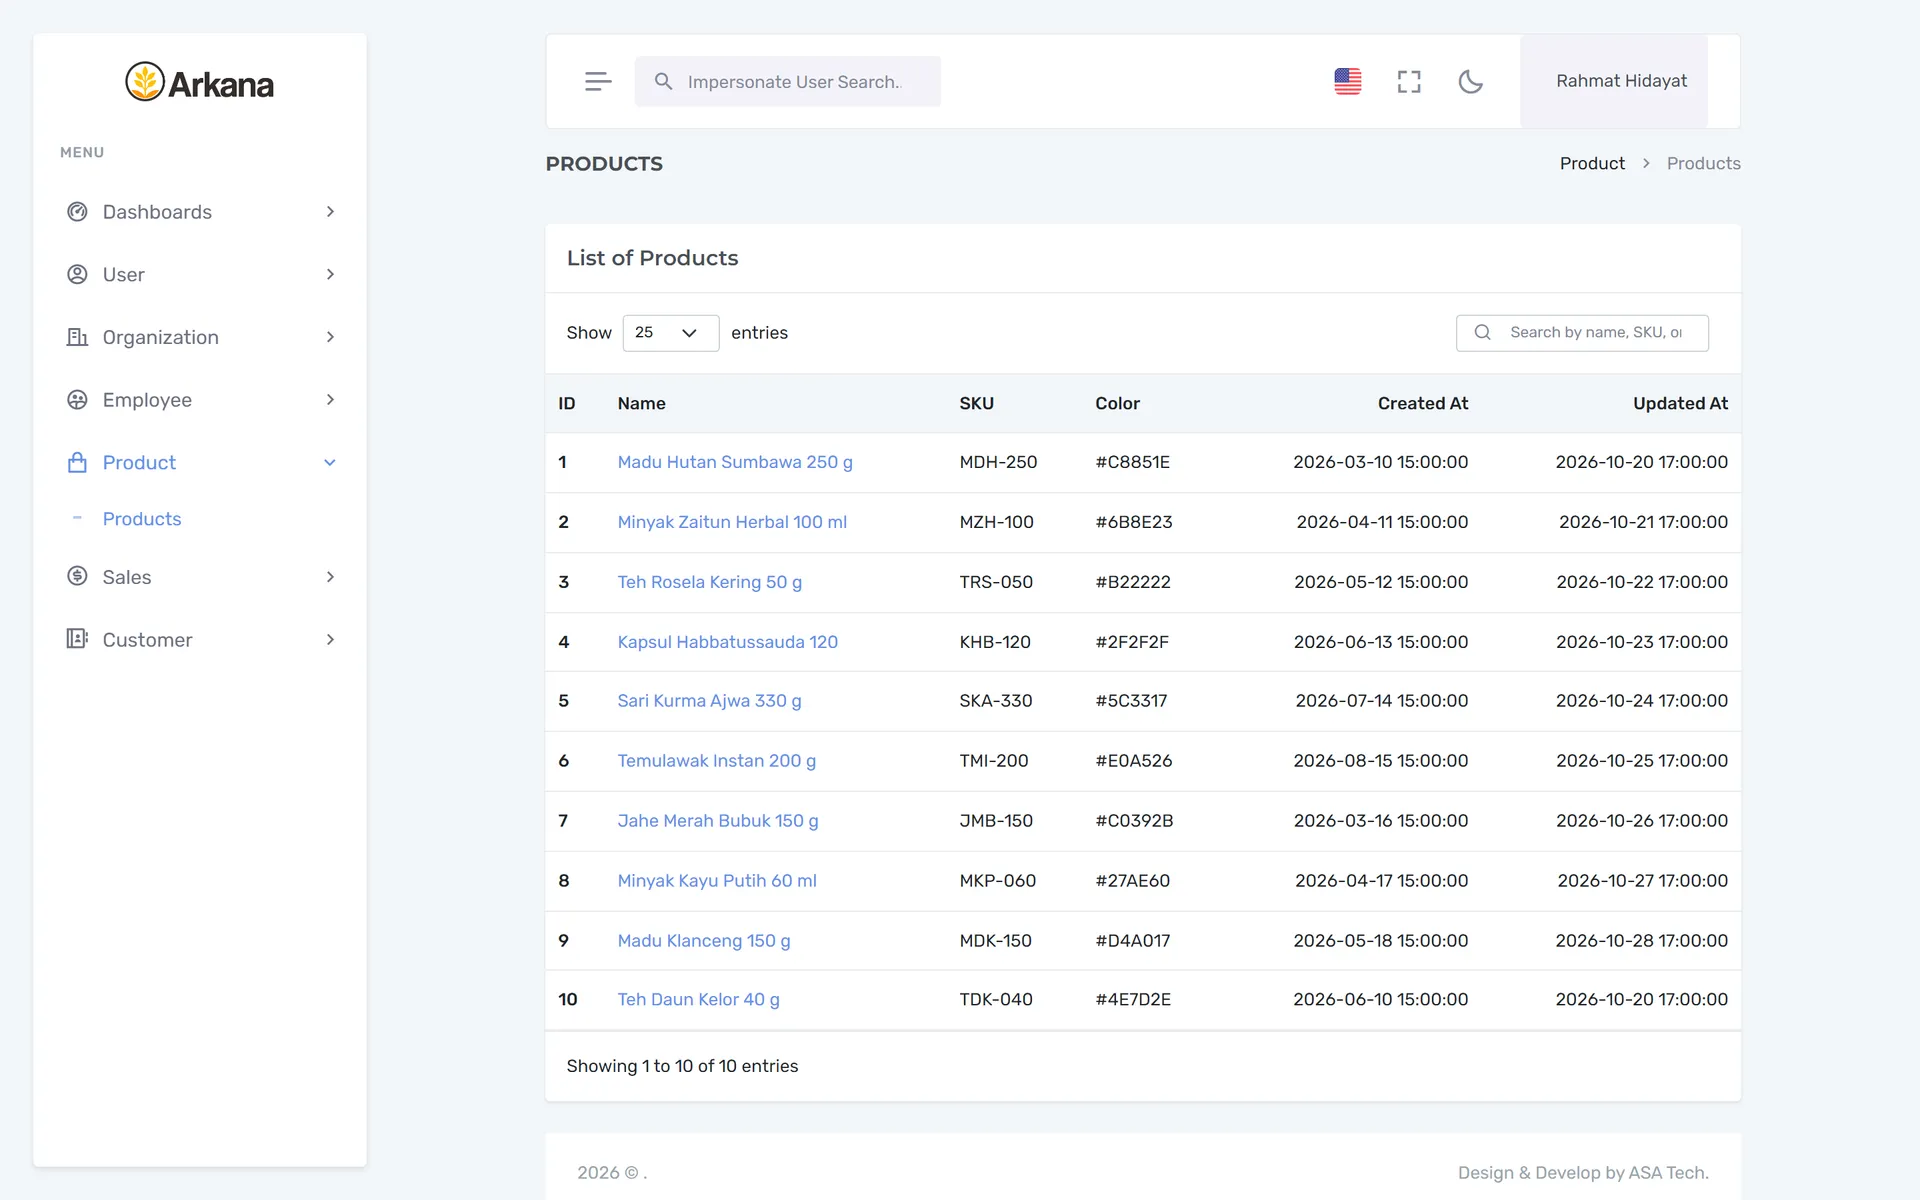 Arkana
MENU
Dashboards
User
Organization
Employee
Product
Products
Sales
Customer
Impersonate User Search..
Rahmat Hidayat
PRODUCTS
Product > Products
List of Products
Show 25 entries
Search by name, SKU, or
ID Name SKU Color Created At Updated At
1 Madu Hutan Sumbawa 250 g MDH-250 #C8851E 2026-03-10 15:00:00 2026-10-20 17:00:00
2 Minyak Zaitun Herbal 100 ml MZH-100 #6B8E23 2026-04-11 15:00:00 2026-10-21 17:00:00
3 Teh Rosela Kering 50 g TRS-050 #B22222 2026-05-12 15:00:00 2026-10-22 17:00:00
4 Kapsul Habbatussauda 120 KHB-120 #2F2F2F 2026-06-13 15:00:00 2026-10-23 17:00:00
5 Sari Kurma Ajwa 330 g SKA-330 #5C3317 2026-07-14 15:00:00 2026-10-24 17:00:00
6 Temulawak Instan 200 g TMI-200 #E0A526 2026-08-15 15:00:00 2026-10-25 17:00:00
7 Jahe Merah Bubuk 150 g JMB-150 #C0392B 2026-03-16 15:00:00 2026-10-26 17:00:00
8 Minyak Kayu Putih 60 ml MKP-060 #27AE60 2026-04-17 15:00:00 2026-10-27 17:00:00
9 Madu Klanceng 150 g MDK-150 #D4A017 2026-05-18 15:00:00 2026-10-28 17:00:00
10 Teh Daun Kelor 40 g TDK-040 #4E7D2E 2026-06-10 15:00:00 2026-10-20 17:00:00
Showing 1 to 10 of 10 entries
2026 © .
Design & Develop by ASA Tech.